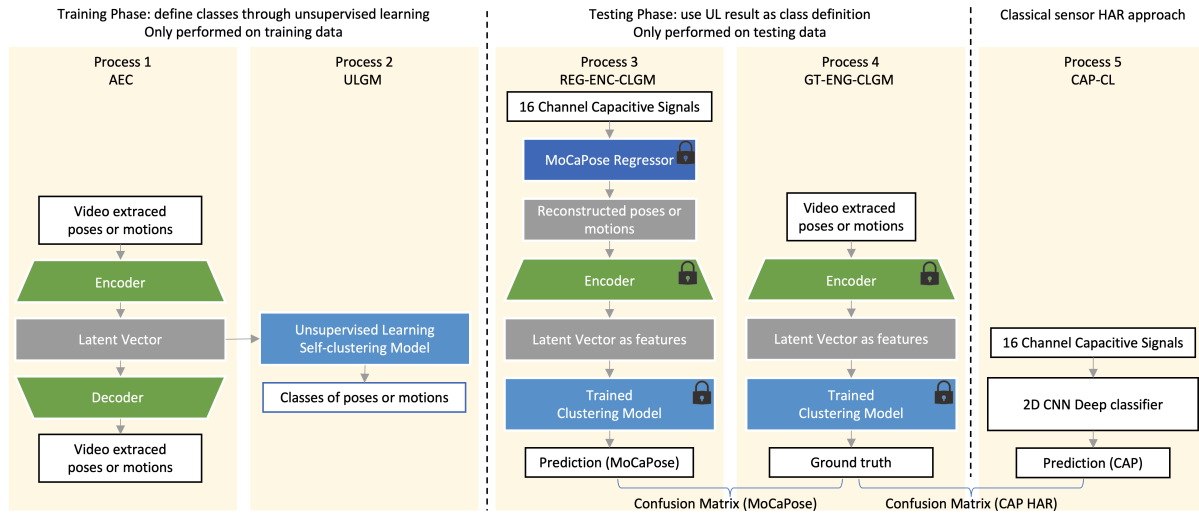 Training Phase: define classes through unsupervised learning
Only performed on training data
Testing Phase: use UL result as class definition
Only performed on testing data
Classical sensor HAR approach
Process 1
AEC
Video extraced
poses or motions
Encoder
Latent Vector
Decoder
Video extraced
poses or motions
Process 2
ULGM
Unsupervised Learning
Self-clustering Model
Classes of poses or motions
Process 3
REG-ENC-CLGM
16 Channel Capacitive Signals
MoCaPose Regressor
Reconstructed poses or
motions
Encoder
Latent Vector as features
Trained
Clustering Model
Prediction (MoCaPose)
Process 4
GT-ENG-CLGM
Video extraced
poses or motions
Encoder
Latent Vector as features
Trained
Clustering Model
Ground truth
Process 5
CAP-CL
16 Channel Capacitive Signals
2D CNN Deep classifier
Prediction (CAP)
Confusion Matrix (MoCaPose)
Confusion Matrix (CAP HAR)